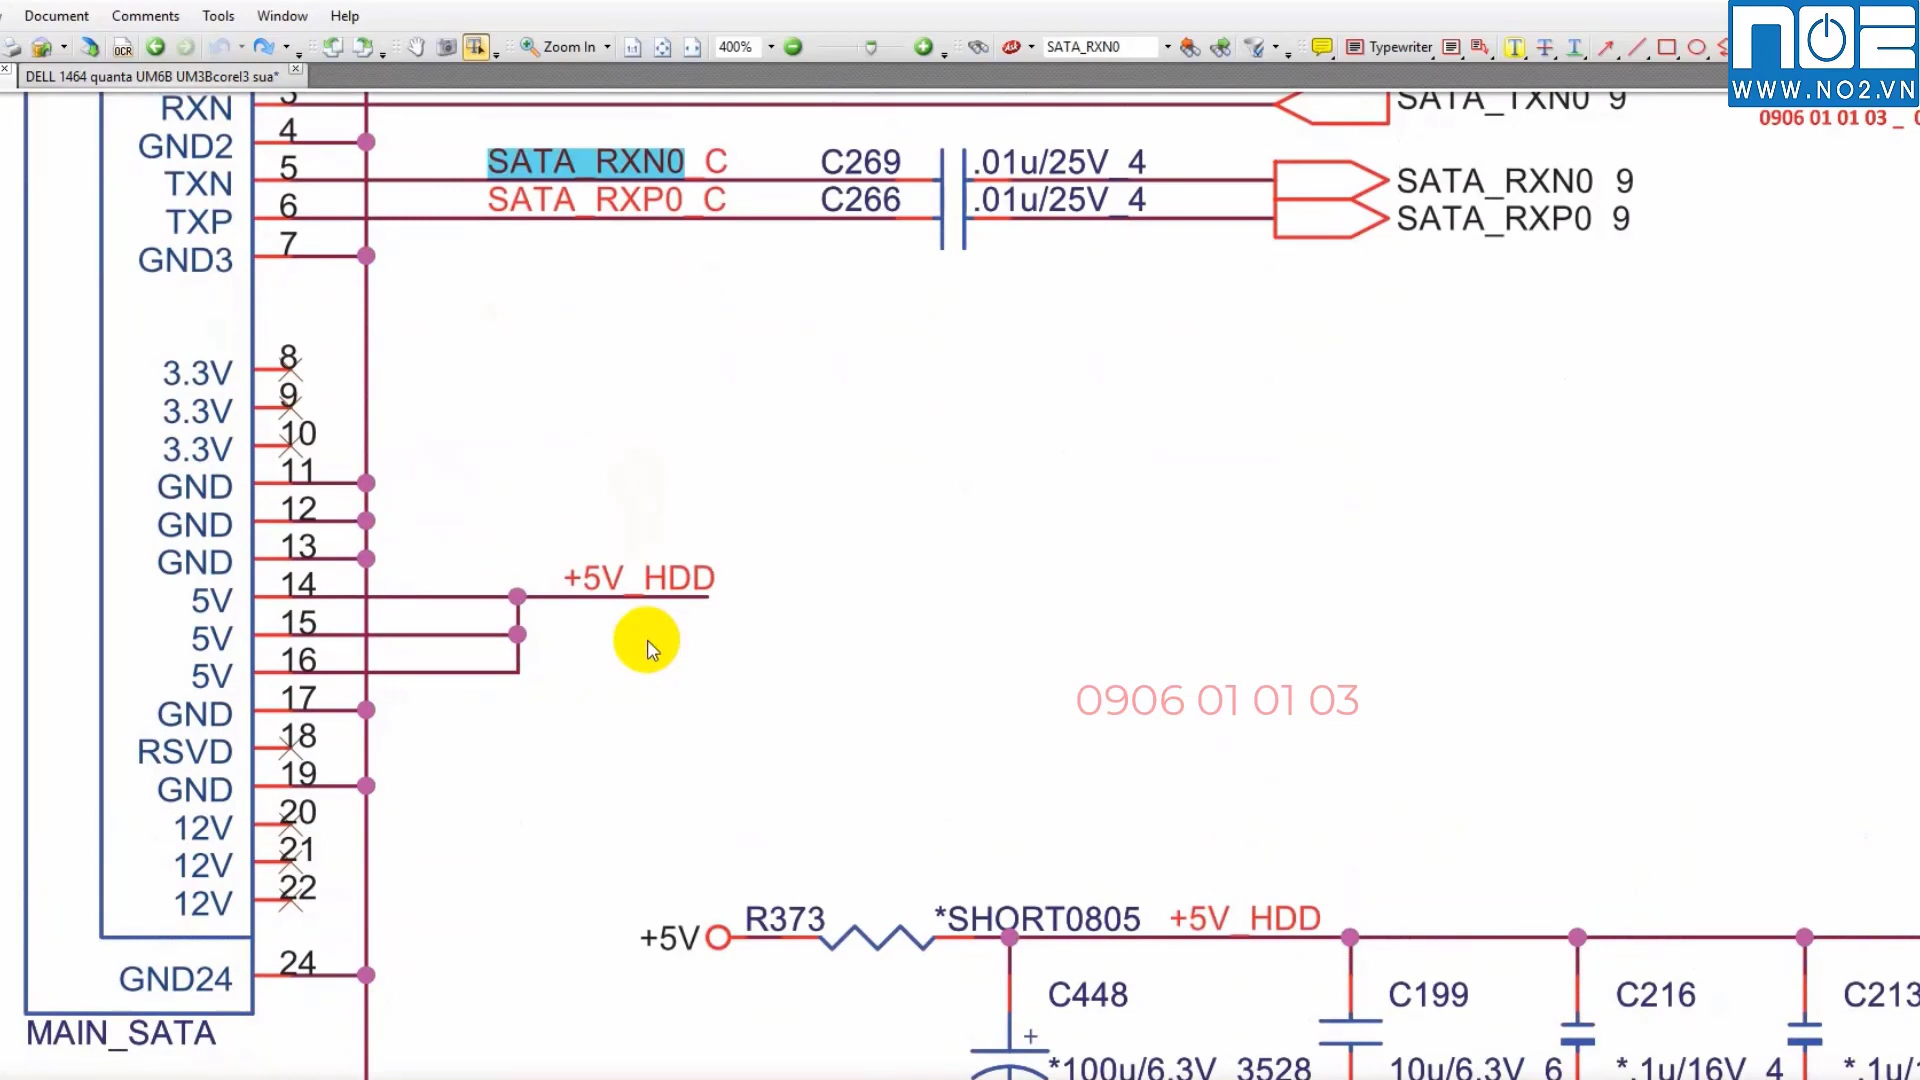 Document Comments Tools Window Help
OCR Zoom In 400% SATA_RXN0 Typewriter
DELL 1464 quanta UM6B UM3Bcorel3 sua*
NO2
WWW.NO2.VN
0906 01 01 03 _
RXN 3 SATA_TXN0 9
GND2 4
TXN 5 SATA_RXN0_C C269 .01u/25V_4 SATA_RXN0 9
TXP 6 SATA_RXP0_C C266 .01u/25V_4 SATA_RXP0 9
GND3 7
3.3V 8
3.3V 9
3.3V 10
GND 11
GND 12
GND 13
5V 14 +5V_HDD
5V 15
5V 16
GND 17
RSVD 18
GND 19
12V 20
12V 21
12V 22
GND24 24
MAIN_SATA
0906 01 01 03
+5V R373 *SHORT0805 +5V_HDD
C448 C199 C216 C213
+
*100u/6.3V_3528 10u/6.3V_6 *.1u/16V_4 *.1u/